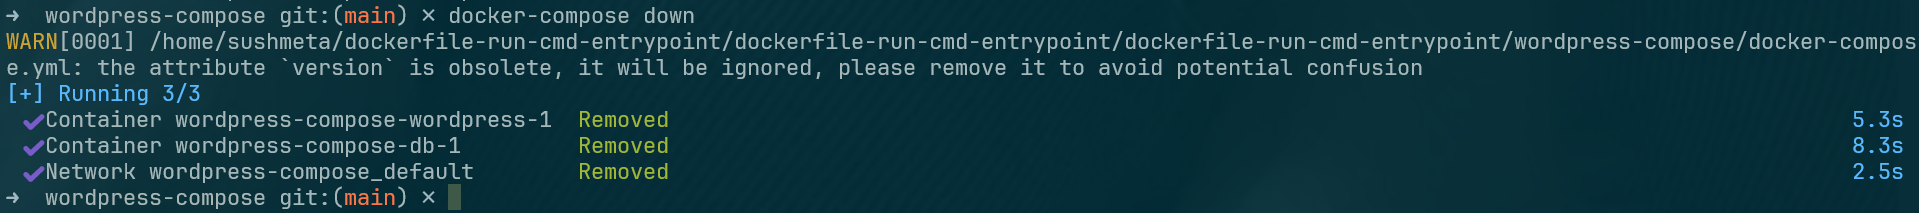 → wordpress-compose git:(main) ✕ docker-compose down
WARN[0001] /home/sushmeta/dockerfile-run-cmd-entrypoint/dockerfile-run-cmd-entrypoint/dockerfile-run-cmd-entrypoint/wordpress-compose/docker-compos
e.yml: the attribute `version` is obsolete, it will be ignored, please remove it to avoid potential confusion
[+] Running 3/3
✔Container wordpress-compose-wordpress-1 Removed 5.3s
✔Container wordpress-compose-db-1 Removed 8.3s
✔Network wordpress-compose_default Removed 2.5s
→ wordpress-compose git:(main) ✕